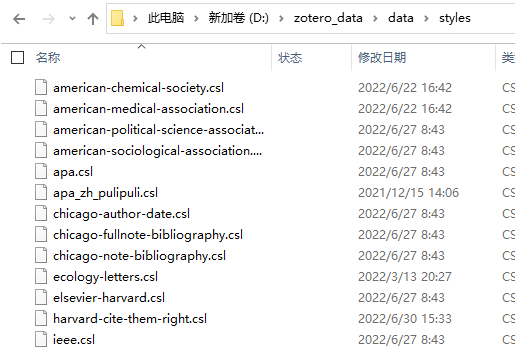 此电脑 > 新加卷 (D:) > zotero_data > data > styles
名称 状态 修改日期 类
american-chemical-society.csl 2022/6/22 16:42 CS
american-medical-association.csl 2022/6/22 16:42 CS
american-political-science-associat... 2022/6/27 8:43 CS
american-sociological-association.... 2022/6/27 8:43 CS
apa.csl 2022/6/27 8:43 CS
apa_zh_pulipuli.csl 2021/12/15 14:06 CS
chicago-author-date.csl 2022/6/27 8:43 CS
chicago-fullnote-bibliography.csl 2022/6/27 8:43 CS
chicago-note-bibliography.csl 2022/6/27 8:43 CS
ecology-letters.csl 2022/3/13 20:27 CS
elsevier-harvard.csl 2022/6/27 8:43 CS
harvard-cite-them-right.csl 2022/6/30 15:33 CS
ieee.csl 2022/6/27 8:43 CS